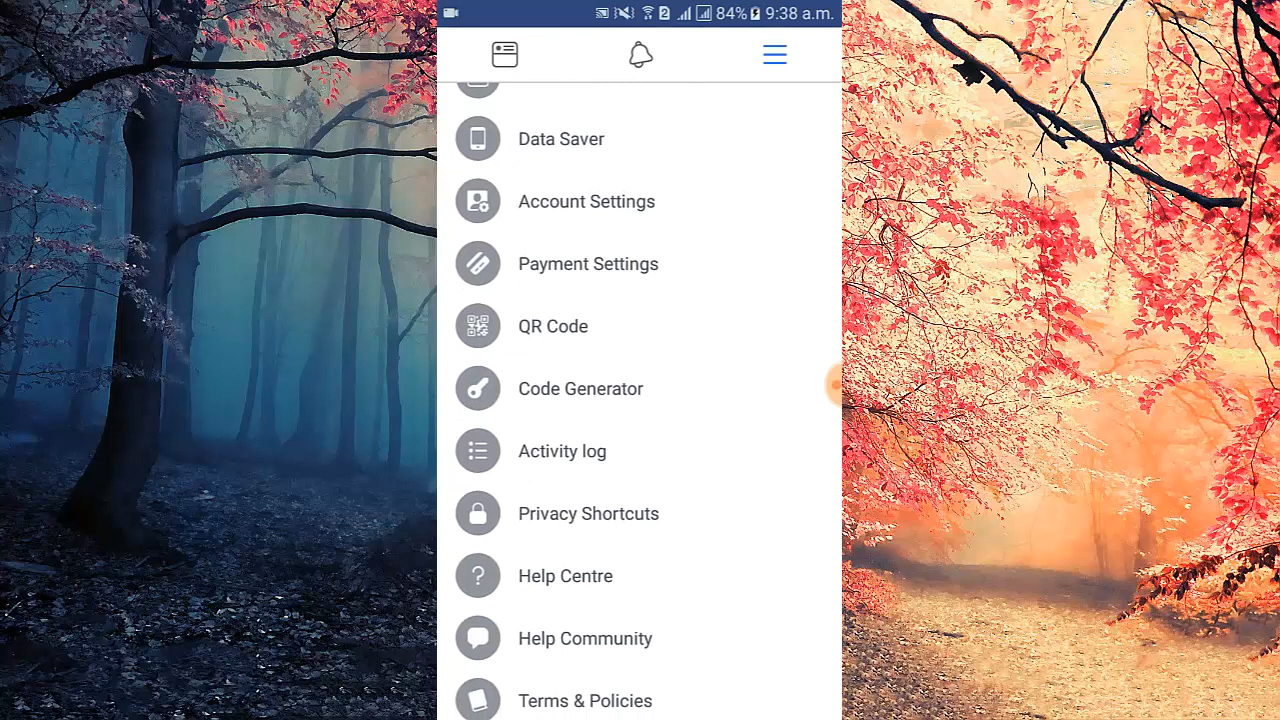 84% 9:38 a.m.
Data Saver
Account Settings
Payment Settings
QR Code
Code Generator
Activity log
Privacy Shortcuts
Help Centre
Help Community
Terms & Policies